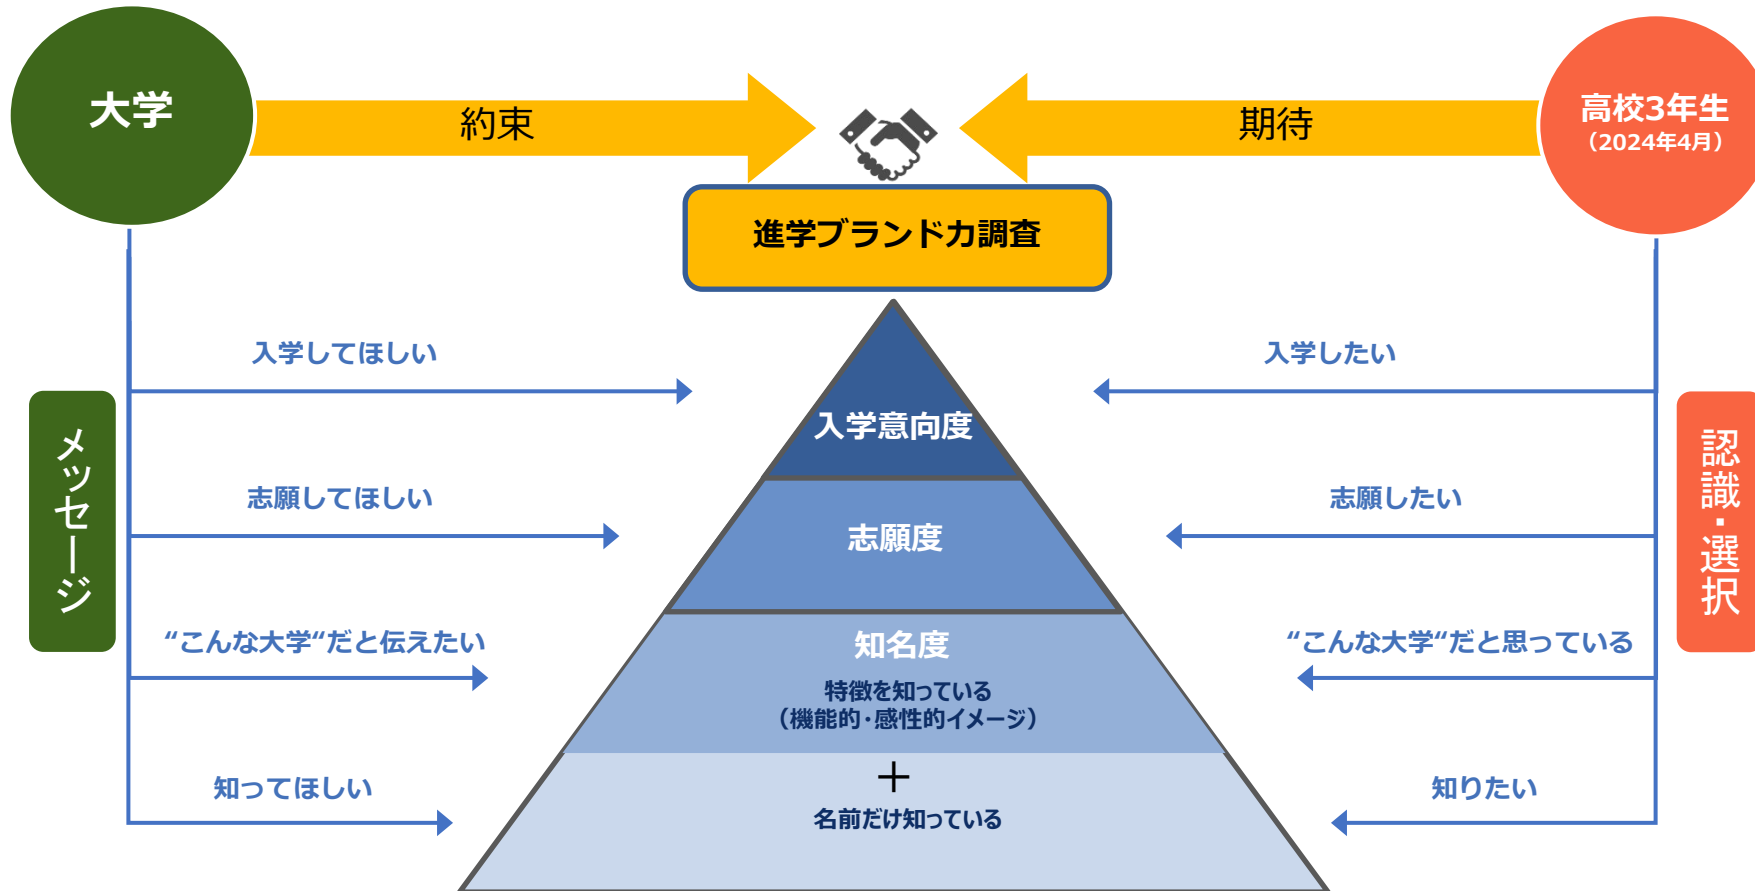 大学
約束
期待
高校3年生
（2024年4月）
進学ブランド力調査
入学してほしい
入学したい
入学意向度
メッセージ
認識・選択
志願してほしい
志願したい
志願度
“こんな大学“だと伝えたい
“こんな大学“だと思っている
知名度
特徴を知っている
（機能的・感性的イメージ）
＋
知ってほしい
知りたい
名前だけ知っている